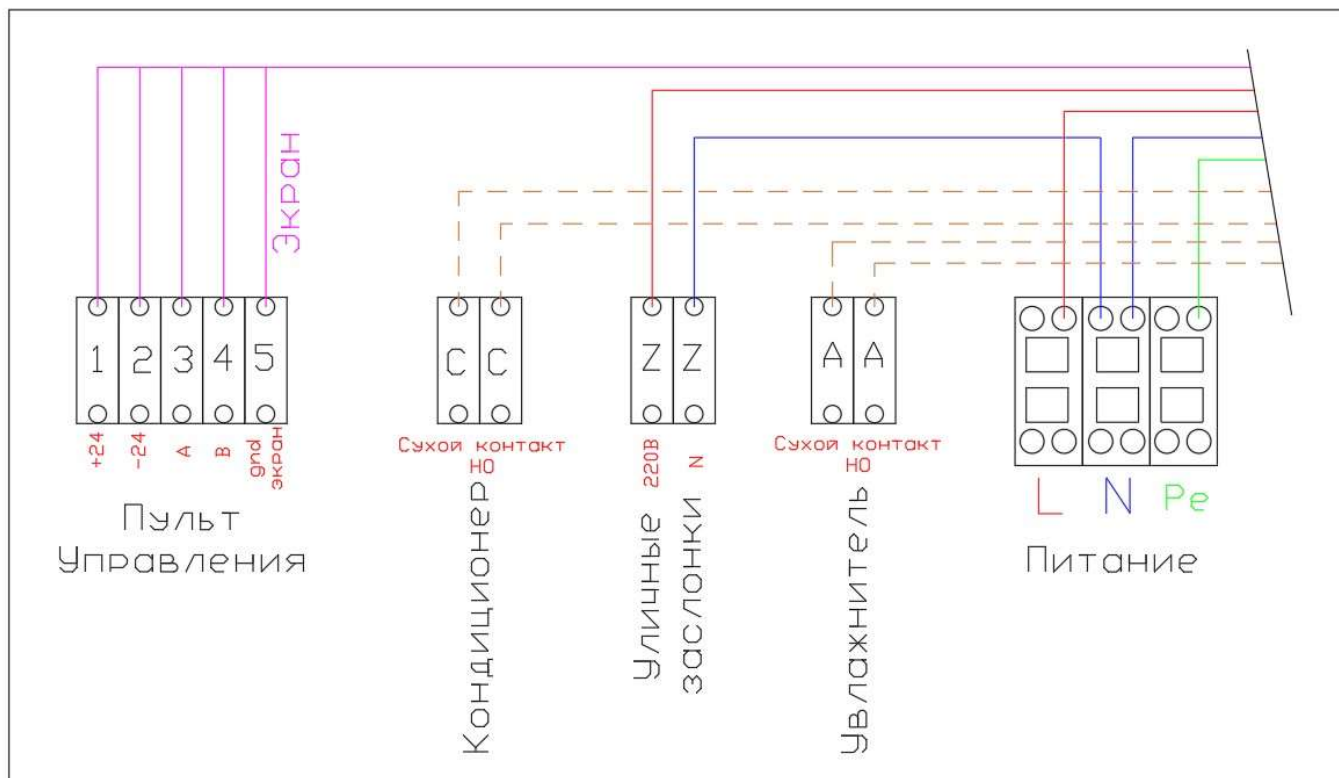 Экран
1 2 3 4 5
+24
-24
A
B
gnd
экран
Пульт
Управления
C C
Сухой контакт
НО
Кондиционер
Z Z
220В
N
Уличные
заслонки
A A
Сухой контакт
НО
Увлажнитель
L N Pe
Питание